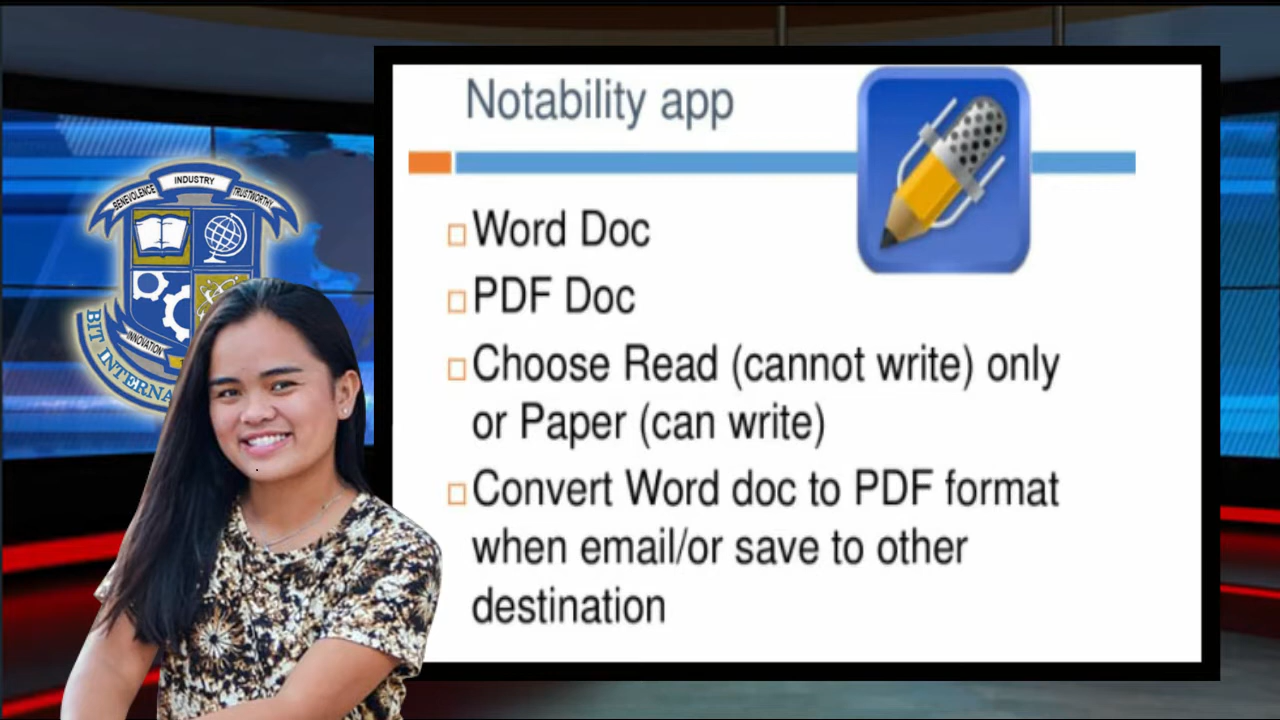 Notability app
Word Doc
PDF Doc
Choose Read (cannot write) only
or Paper (can write)
Convert Word doc to PDF format
when email/or save to other
destination
BENEVOLENCE
INDUSTRY
TRUSTWORTHY
INNOVATION
BIT